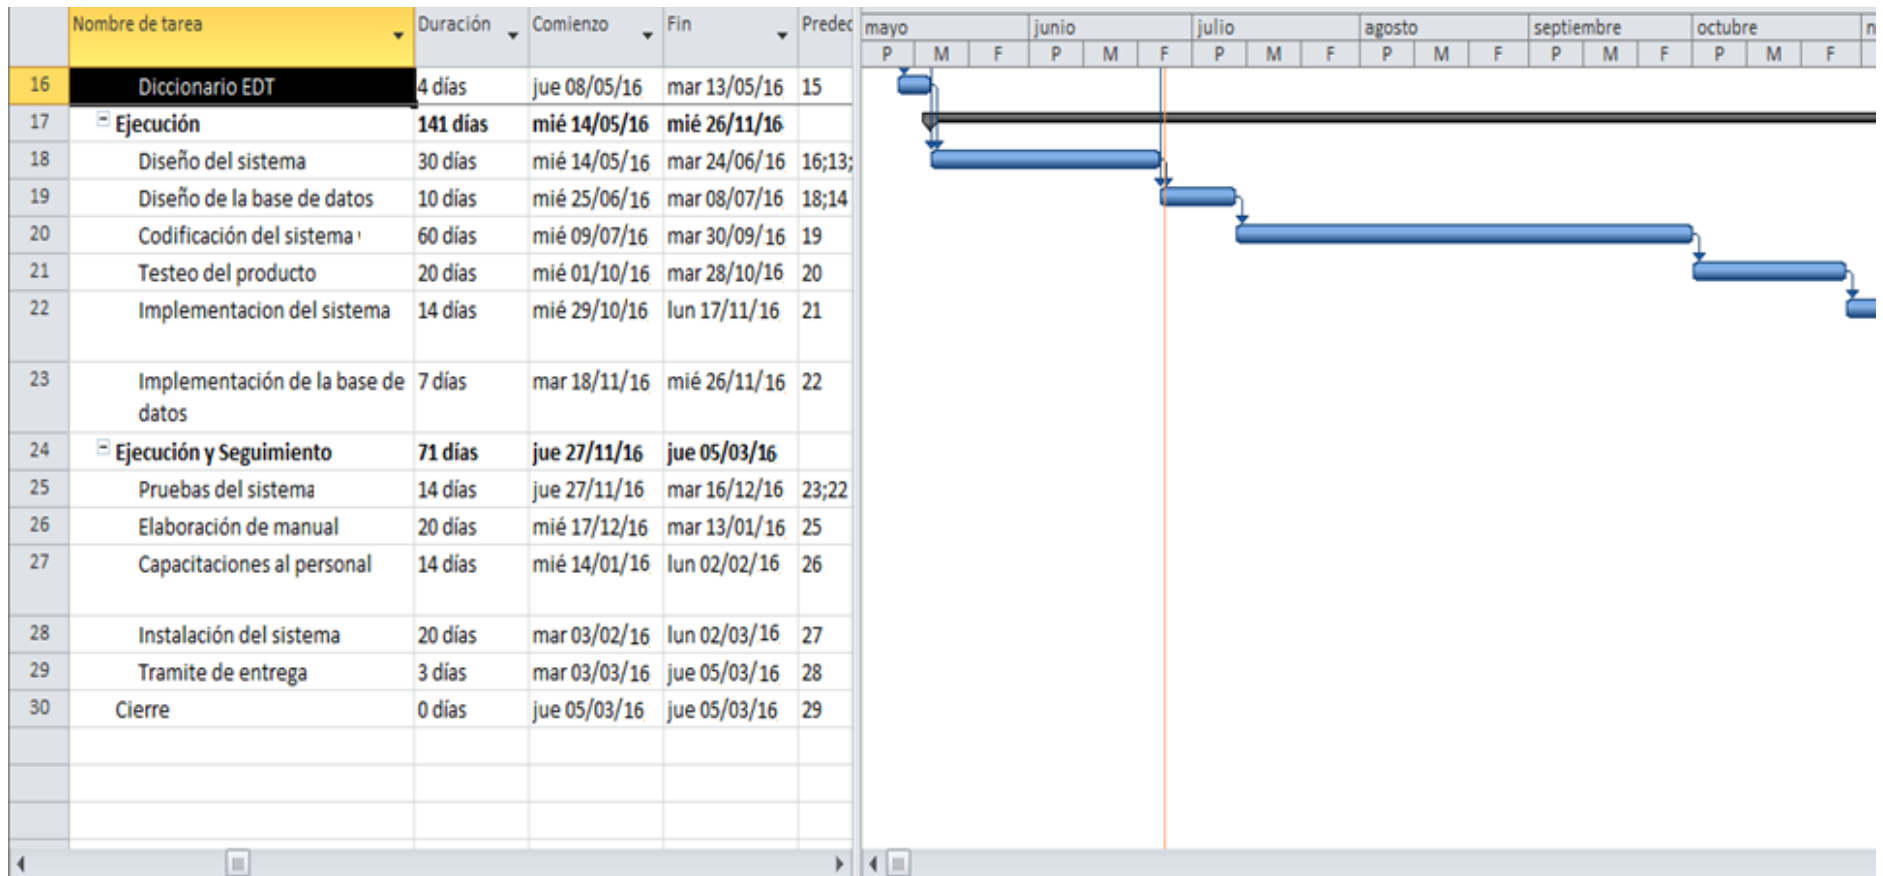 Nombre de tarea Duración Comienzo Fin Predec
mayo junio julio agosto septiembre octubre n
P M F P M F P M F P M F P M F P M F
16 Diccionario EDT 4 días jue 08/05/16 mar 13/05/16 15
17 Ejecución 141 días mié 14/05/16 mié 26/11/16
18 Diseño del sistema 30 días mié 14/05/16 mar 24/06/16 16;13;
19 Diseño de la base de datos 10 días mié 25/06/16 mar 08/07/16 18;14
20 Codificación del sistema 60 días mié 09/07/16 mar 30/09/16 19
21 Testeo del producto 20 días mié 01/10/16 mar 28/10/16 20
22 Implementacion del sistema 14 días mié 29/10/16 lun 17/11/16 21
23 Implementación de la base de 7 días mar 18/11/16 mié 26/11/16 22
datos
24 Ejecución y Seguimiento 71 días jue 27/11/16 jue 05/03/16
25 Pruebas del sistema 14 días jue 27/11/16 mar 16/12/16 23;22
26 Elaboración de manual 20 días mié 17/12/16 mar 13/01/16 25
27 Capacitaciones al personal 14 días mié 14/01/16 lun 02/02/16 26
28 Instalación del sistema 20 días mar 03/02/16 lun 02/03/16 27
29 Tramite de entrega 3 días mar 03/03/16 jue 05/03/16 28
30 Cierre 0 días jue 05/03/16 jue 05/03/16 29